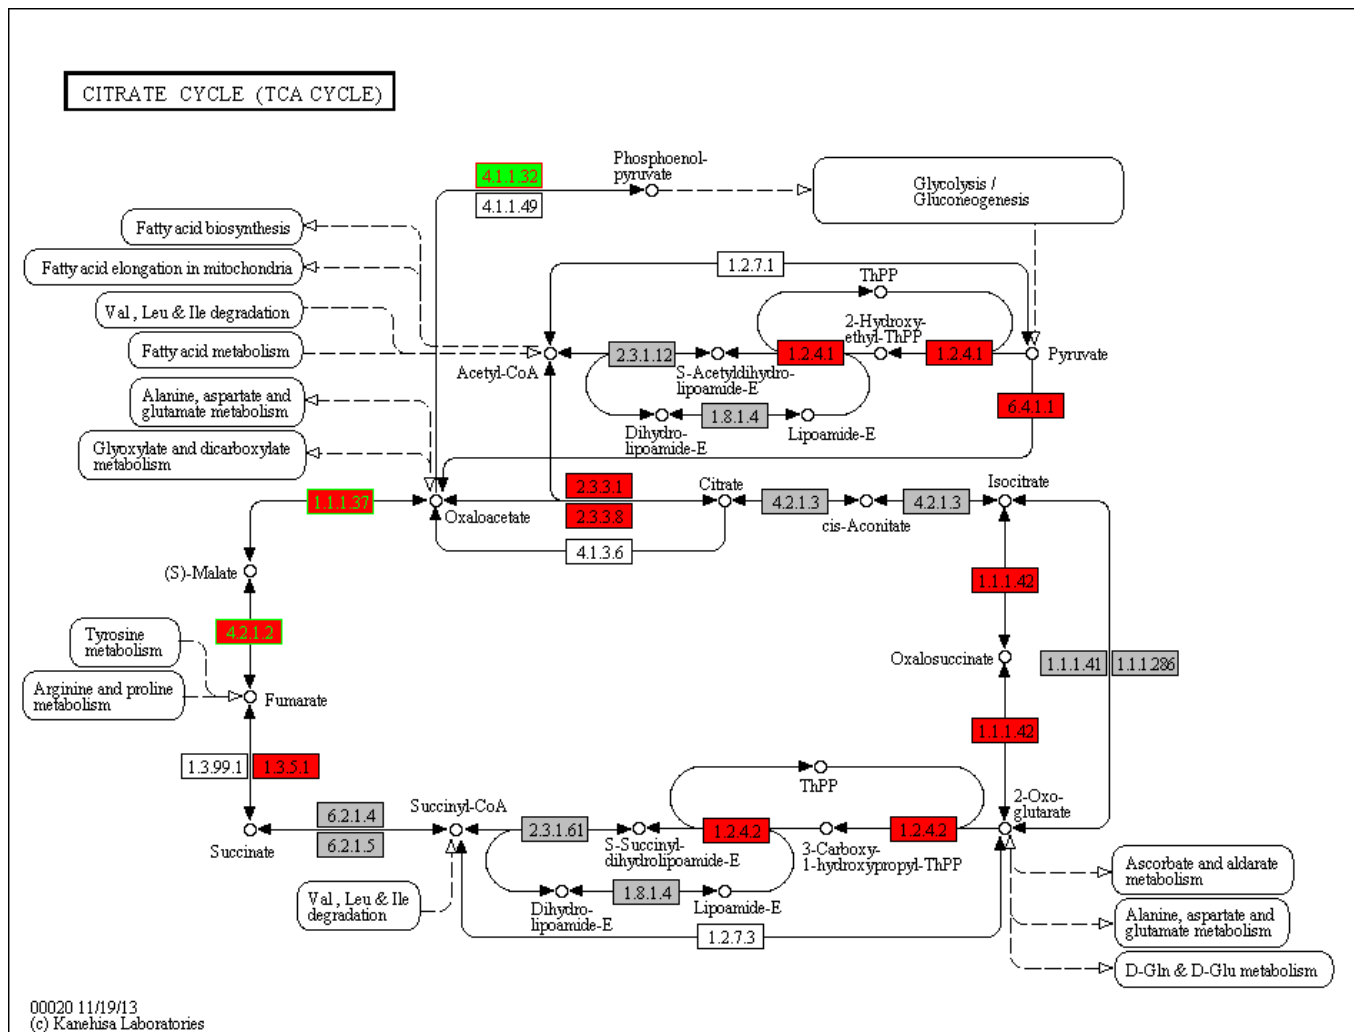 CITRATE CYCLE (TCA CYCLE)
Phosphoenol-
pyruvate
4.1.1.32
4.1.1.49
Glycolysis /
Gluconeogenesis
Fatty acid biosynthesis
Fatty acid elongation in mitochondria
Val , Leu & Ile degradation
Fatty acid metabolism
Alanine, aspartate and
glutamate metabolism
Glyoxylate and dicarboxylate
metabolism
1.2.7.1
ThPP
2-Hydroxy-
ethyl-ThPP
Acetyl-CoA
2.3.1.12
1.2.4.1
1.2.4.1
Pyruvate
S-Acetyldihydro-
lipoamide-E
6.4.1.1
1.8.1.4
Dihydro-
lipoamide-E
Lipoamide-E
1.1.1.37
Oxaloacetate
2.3.3.1
2.3.3.8
4.1.3.6
Citrate
4.2.1.3
cis-Aconitate
4.2.1.3
Isocitrate
(S)-Malate
1.1.1.42
4.2.1.2
Tyrosine
metabolism
Arginine and proline
metabolism
Fumarate
Oxalosuccinate
1.1.1.41
1.1.1.286
1.1.1.42
1.3.99.1
1.3.5.1
ThPP
2-Oxo-
glutarate
Succinyl-CoA
6.2.1.4
6.2.1.5
Succinate
2.3.1.61
1.2.4.2
1.2.4.2
S-Succinyl-
dihydrolipoamide-E
3-Carboxy-
1-hydroxypropyl-ThPP
Val , Leu & Ile
degradation
1.8.1.4
Dihydro-
lipoamide-E
Lipoamide-E
1.2.7.3
Ascorbate and aldarate
metabolism
Alanine, aspartate and
glutamate metabolism
D-Gln & D-Glu metabolism
00020 11/19/13
(c) Kanehisa Laboratories